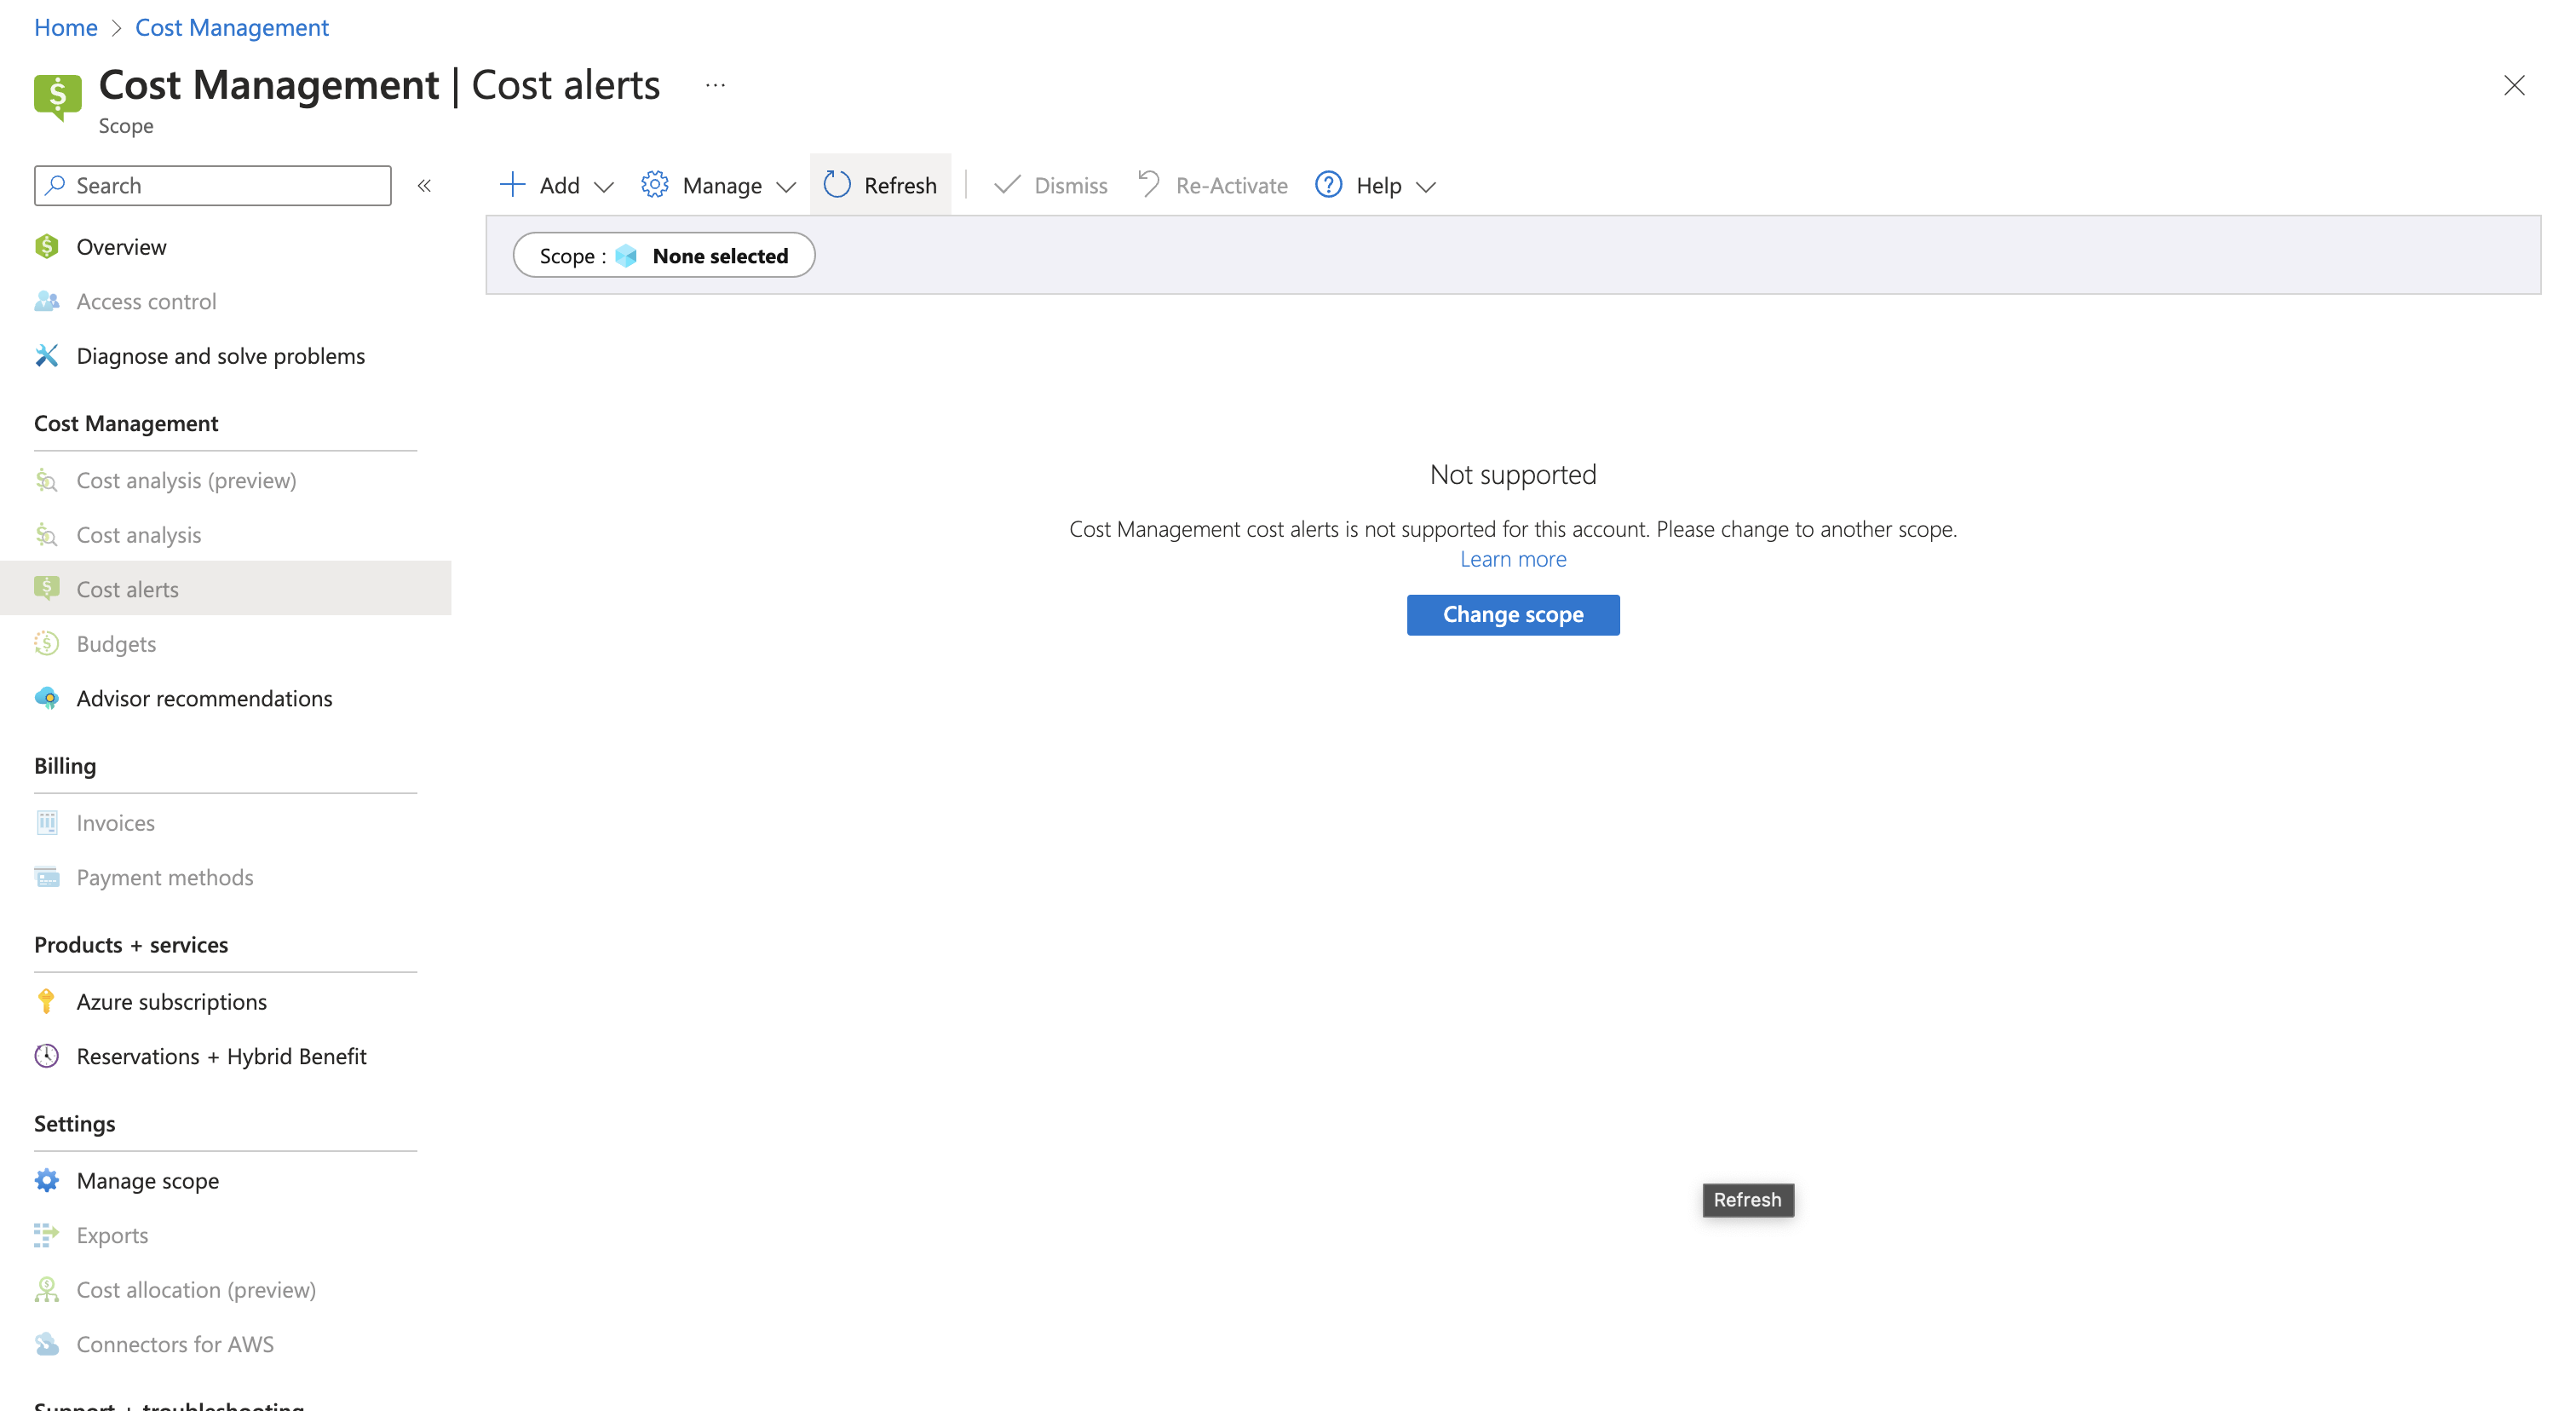 Home > Cost Management
Cost Management | Cost alerts ...
Scope
Search «
Add Manage Refresh Dismiss Re-Activate Help
Scope : None selected
Overview
Access control
Diagnose and solve problems
Cost Management
Cost analysis (preview)
Cost analysis
Cost alerts
Budgets
Advisor recommendations
Billing
Invoices
Payment methods
Products + services
Azure subscriptions
Reservations + Hybrid Benefit
Settings
Manage scope
Exports
Cost allocation (preview)
Connectors for AWS
Support + troubleshooting
Not supported
Cost Management cost alerts is not supported for this account. Please change to another scope.
Learn more
Change scope
Refresh